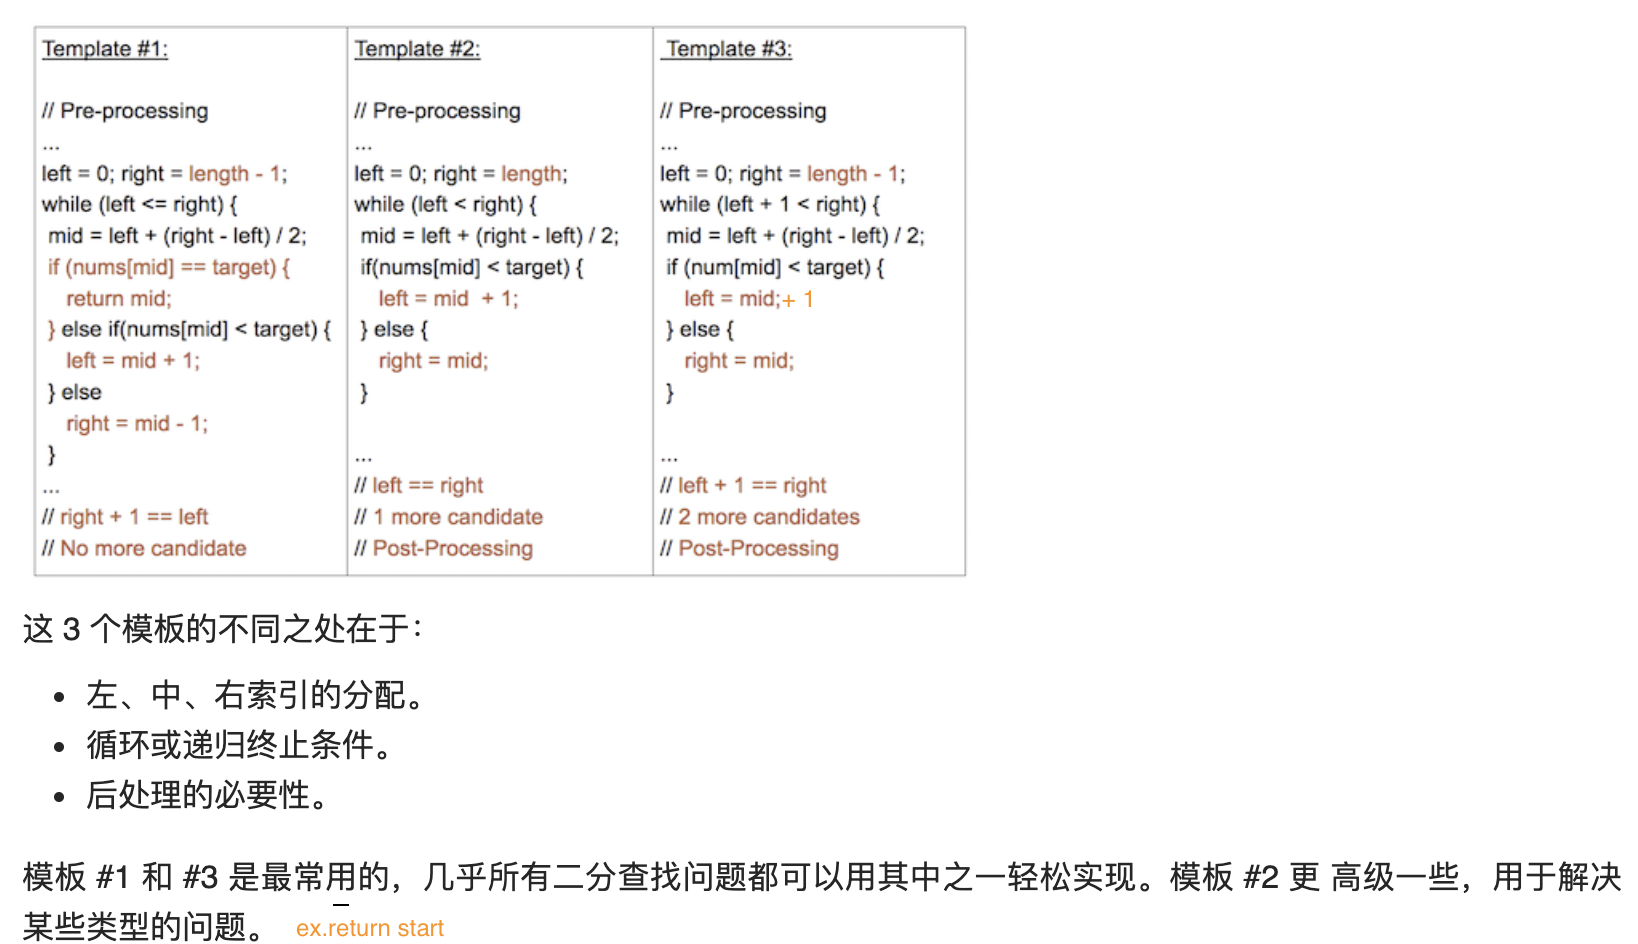 Template #1:
// Pre-processing
...
left = 0; right = length - 1;
while (left <= right) {
mid = left + (right - left) / 2;
if (nums[mid] == target) {
return mid;
} else if(nums[mid] < target) {
left = mid + 1;
} else
right = mid - 1;
}
...
// right + 1 == left
// No more candidate
Template #2:
// Pre-processing
...
left = 0; right = length;
while (left < right) {
mid = left + (right - left) / 2;
if(nums[mid] < target) {
left = mid + 1;
} else {
right = mid;
}
...
// left == right
// 1 more candidate
// Post-Processing
Template #3:
// Pre-processing
...
left = 0; right = length - 1;
while (left + 1 < right) {
mid = left + (right - left) / 2;
if (num[mid] < target) {
left = mid;+ 1
} else {
right = mid;
}
...
// left + 1 == right
// 2 more candidates
// Post-Processing
这 3 个模板的不同之处在于：
• 左、中、右索引的分配。
• 循环或递归终止条件。
• 后处理的必要性。
模板 #1 和 #3 是最常用的，几乎所有二分查找问题都可以用其中之一轻松实现。模板 #2 更 高级一些，用于解决
某些类型的问题。 ex.return start